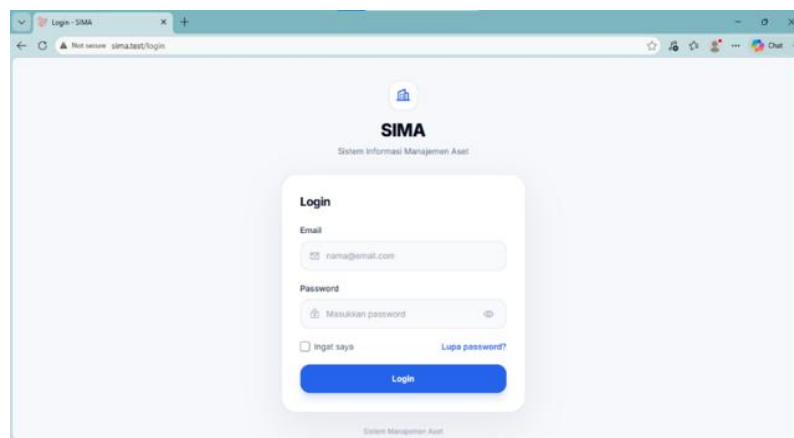 Login - SIMA
Not secure sima.test/login
Chat
SIMA
Sistem Informasi Manajemen Aset
Login
Email
nama@email.com
Password
Masukkan password
Ingat saya Lupa password?
Login
Sistem Manajemen Aset